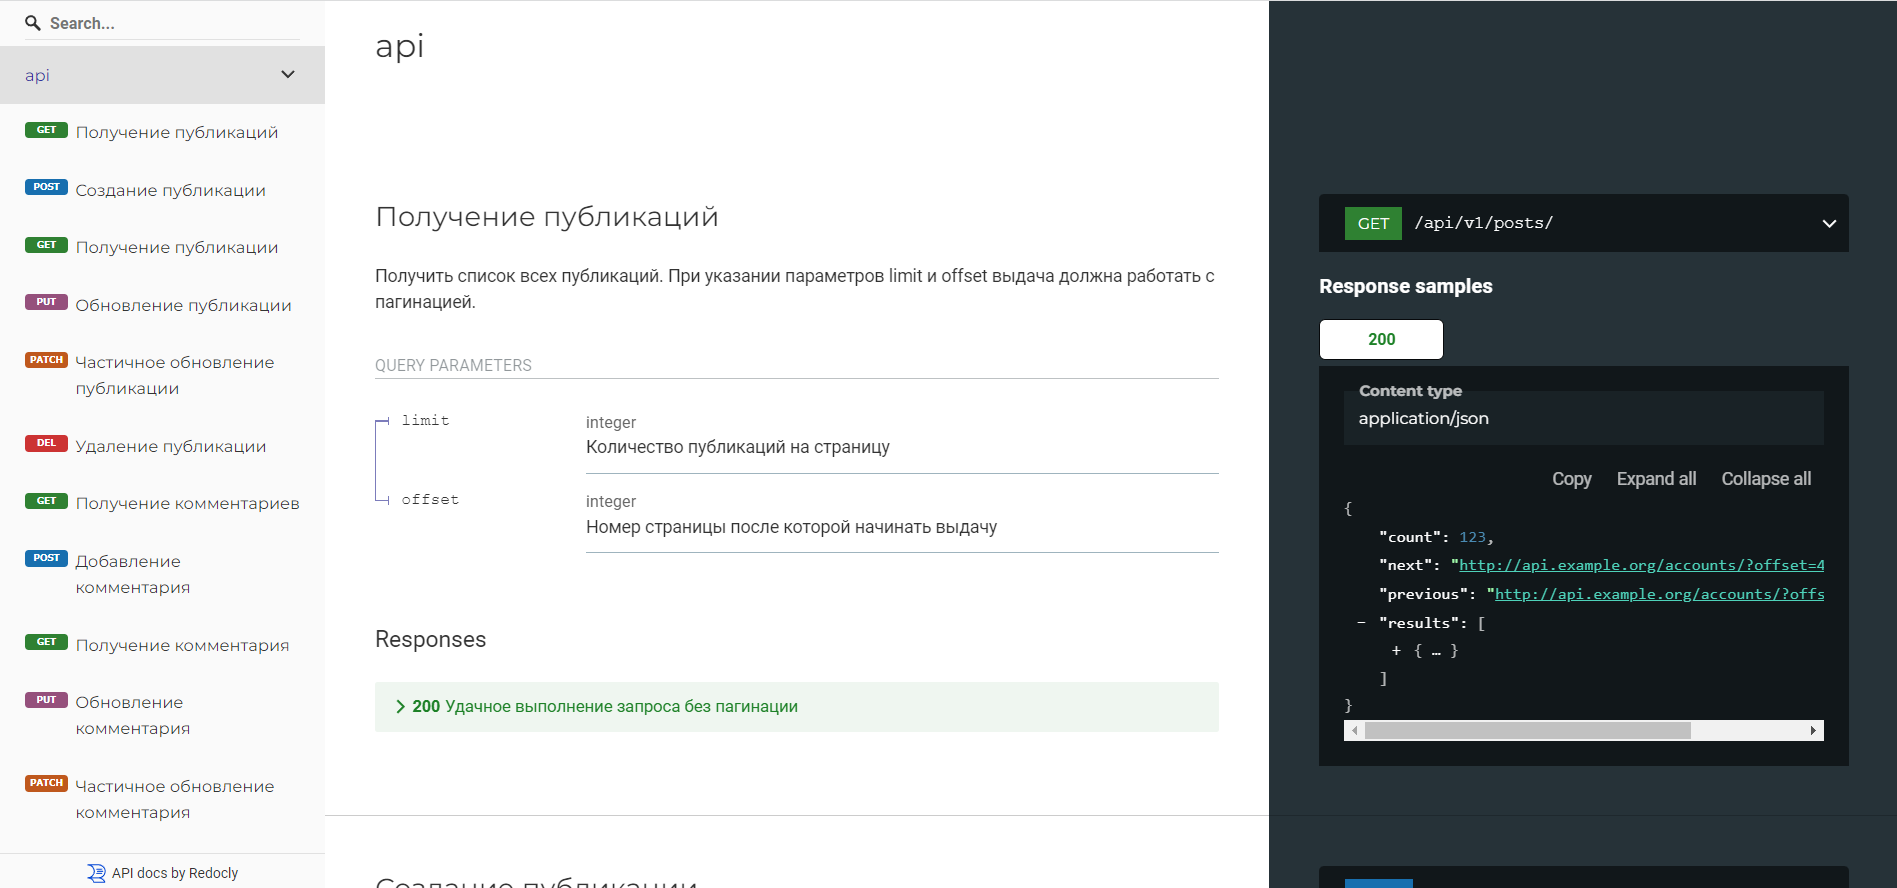 Search...
api
GET Получение публикаций
POST Создание публикации
GET Получение публикации
PUT Обновление публикации
PATCH Частичное обновление
публикации
DEL Удаление публикации
GET Получение комментариев
POST Добавление
комментария
GET Получение комментария
PUT Обновление
комментария
PATCH Частичное обновление
комментария
API docs by Redocly
api
Получение публикаций
Получить список всех публикаций. При указании параметров limit и offset выдача должна работать с
пагинацией.
QUERY PARAMETERS
limit
integer
Количество публикаций на страницу
offset
integer
Номер страницы после которой начинать выдачу
Responses
200 Удачное выполнение запроса без пагинации
Создание публикации
GET /api/v1/posts/
Response samples
200
Content type
application/json
Copy Expand all Collapse all
{
"count": 123,
"next": "http://api.example.org/accounts/?offset=4
"previous": "http://api.example.org/accounts/?offs
- "results": [
+ { … }
]
}